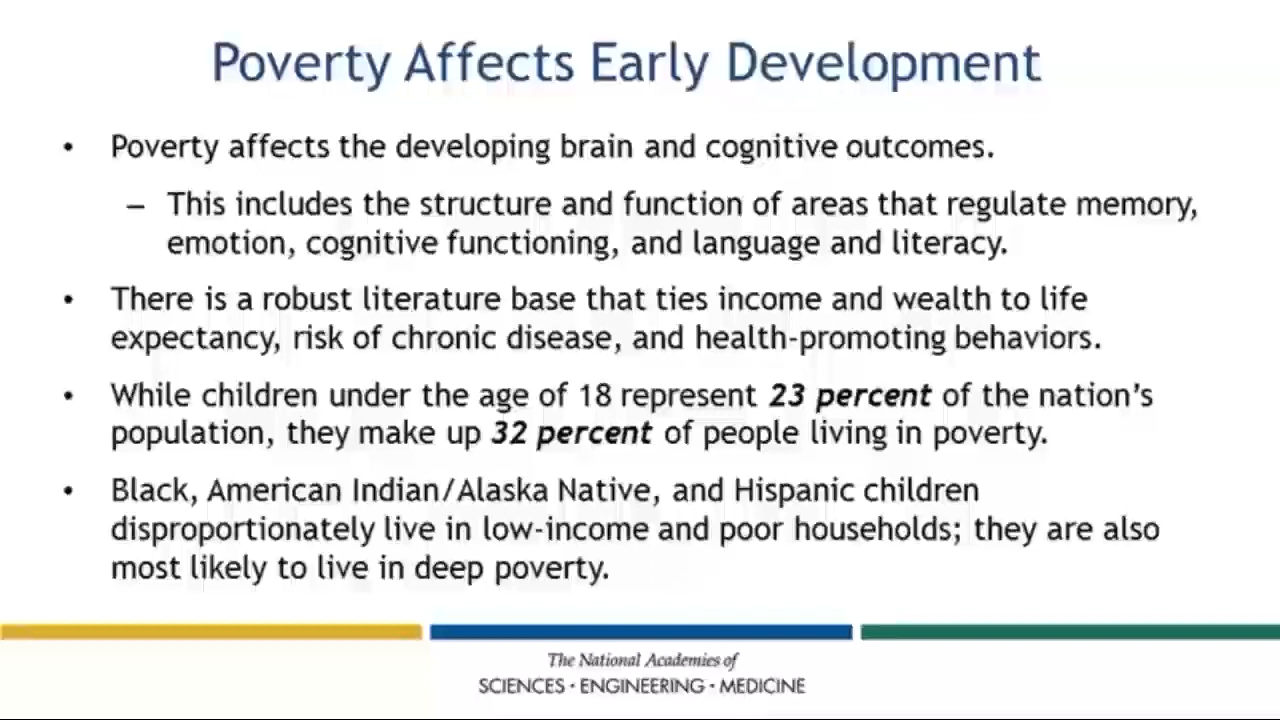 Poverty Affects Early Development
• Poverty affects the developing brain and cognitive outcomes.
– This includes the structure and function of areas that regulate memory,
emotion, cognitive functioning, and language and literacy.
• There is a robust literature base that ties income and wealth to life
expectancy, risk of chronic disease, and health-promoting behaviors.
• While children under the age of 18 represent 23 percent of the nation’s
population, they make up 32 percent of people living in poverty.
• Black, American Indian/Alaska Native, and Hispanic children
disproportionately live in low-income and poor households; they are also
most likely to live in deep poverty.
The National Academies of
SCIENCES · ENGINEERING · MEDICINE